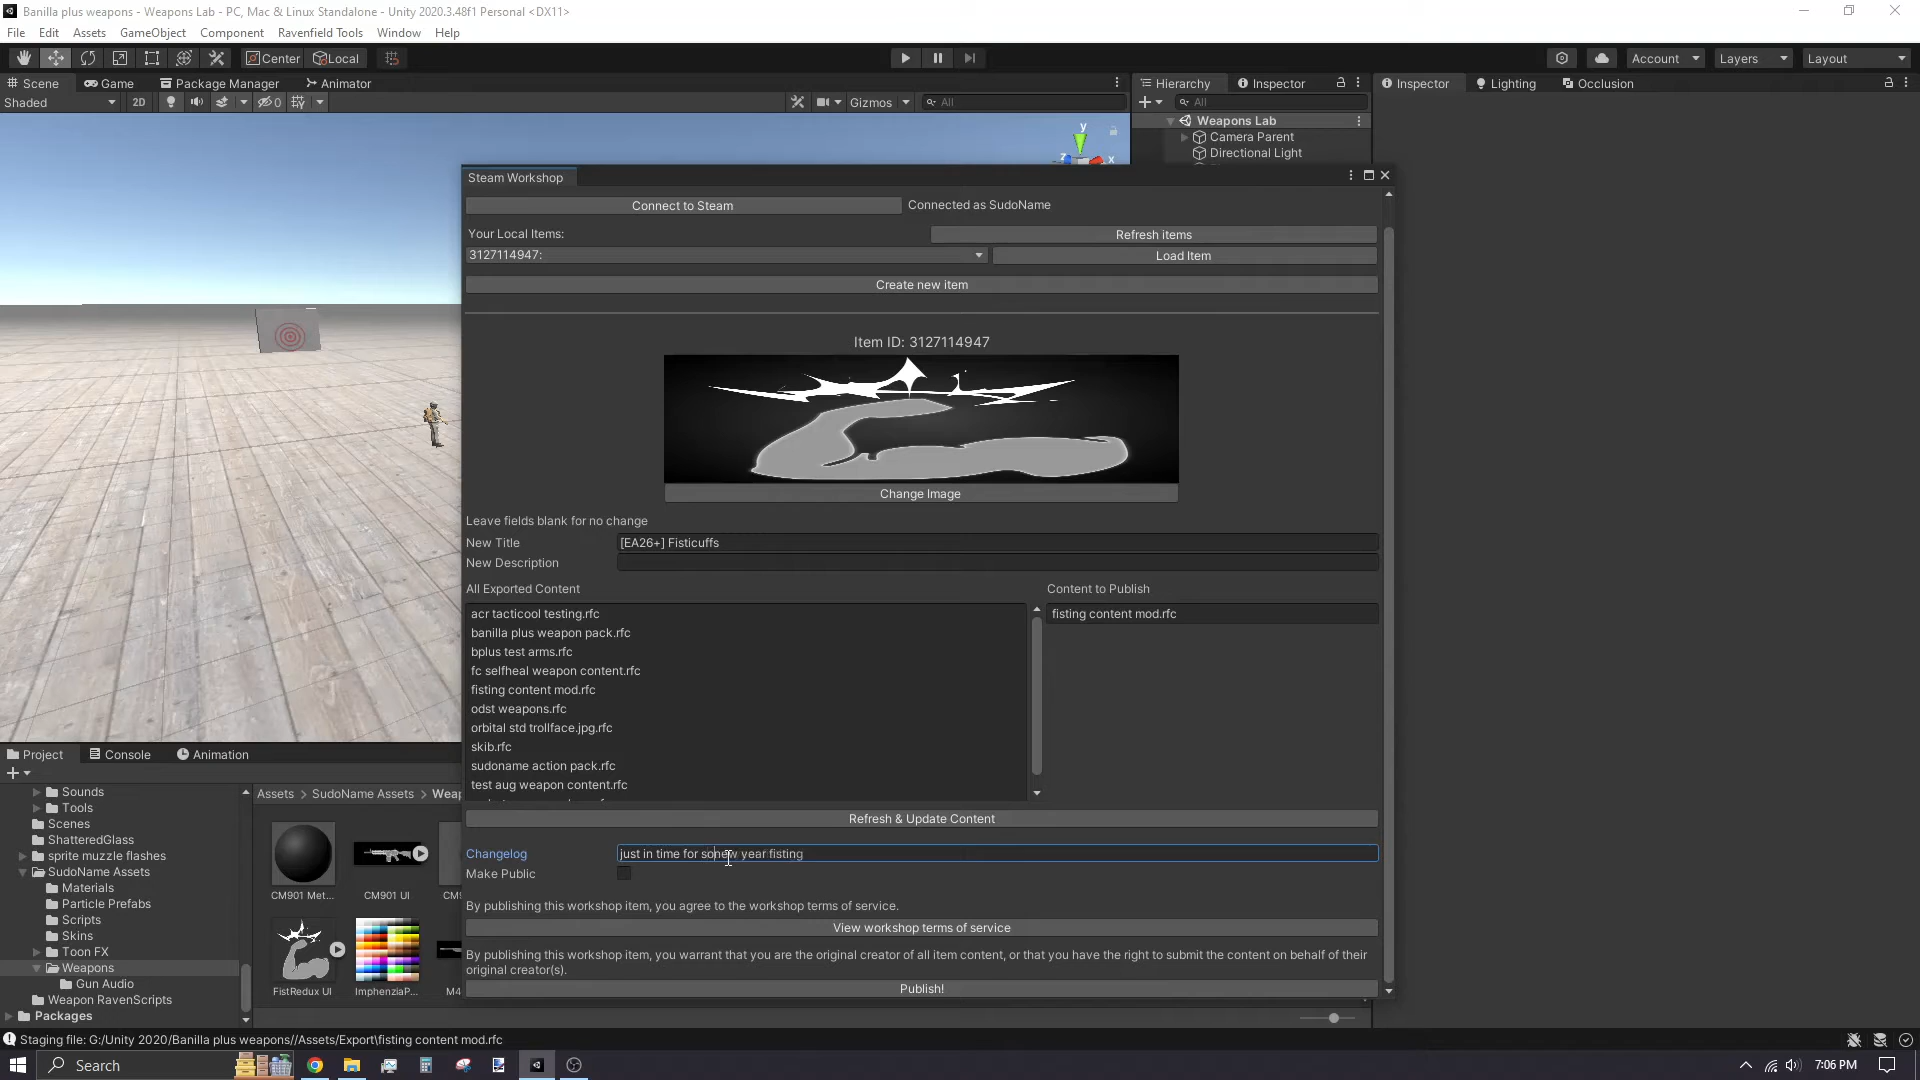 Banilla plus weapons - Weapons Lab - PC, Mac & Linux Standalone - Unity 2020.3.48f1 Personal <DX11>
File Edit Assets GameObject Component Ravenfield Tools Window Help
Center Local Account Layers Layout
Scene Game Package Manager Animator Hierarchy Inspector Inspector Lighting Occlusion
Shaded 2D Gizmos All All
Weapons Lab
Camera Parent
Directional Light
y
z x
Steam Workshop
Connect to Steam Connected as SudoName
Your Local Items: Refresh items
3127114947: Load Item
Create new item
Item ID: 3127114947
Change Image
Leave fields blank for no change
New Title [EA26+] Fisticuffs
New Description
All Exported Content Content to Publish
acr tacticool testing.rfc fisting content mod.rfc
banilla plus weapon pack.rfc
bplus test arms.rfc
fc selfheal weapon content.rfc
fisting content mod.rfc
odst weapons.rfc
orbital std trollface.jpg.rfc
skib.rfc
sudoname action pack.rfc
test aug weapon content.rfc
Refresh & Update Content
Changelog just in time for sonew year fisting
Make Public
By publishing this workshop item, you agree to the workshop terms of service.
View workshop terms of service
By publishing this workshop item, you warrant that you are the original creator of all item content, or that you have the right to submit the content on behalf of their
original creator(s).
Publish!
Project Console Animation
Sounds
Tools
Scenes
ShatteredGlass
sprite muzzle flashes
SudoName Assets
Materials
Particle Prefabs
Scripts
Skins
Toon FX
Weapons
Gun Audio
Weapon RavenScripts
Packages
Assets SudoName Assets Weap
CM901 Met... CM901 UI CM9
FistRedux UI ImphenziaP... M4
Staging file: G:/Unity 2020/Banilla plus weapons//Assets/Export\fisting content mod.rfc
Search 7:06 PM